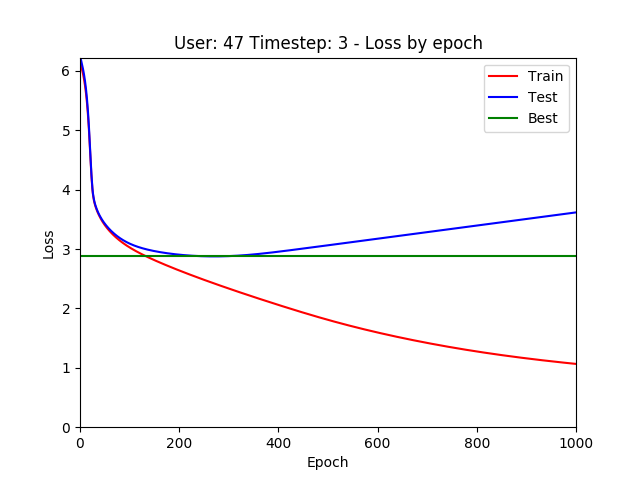 User: 47 Timestep: 3 - Loss by epoch
6
5
4
3
2
1
0
Loss
0 200 400 600 800 1000
Epoch
Train
Test
Best